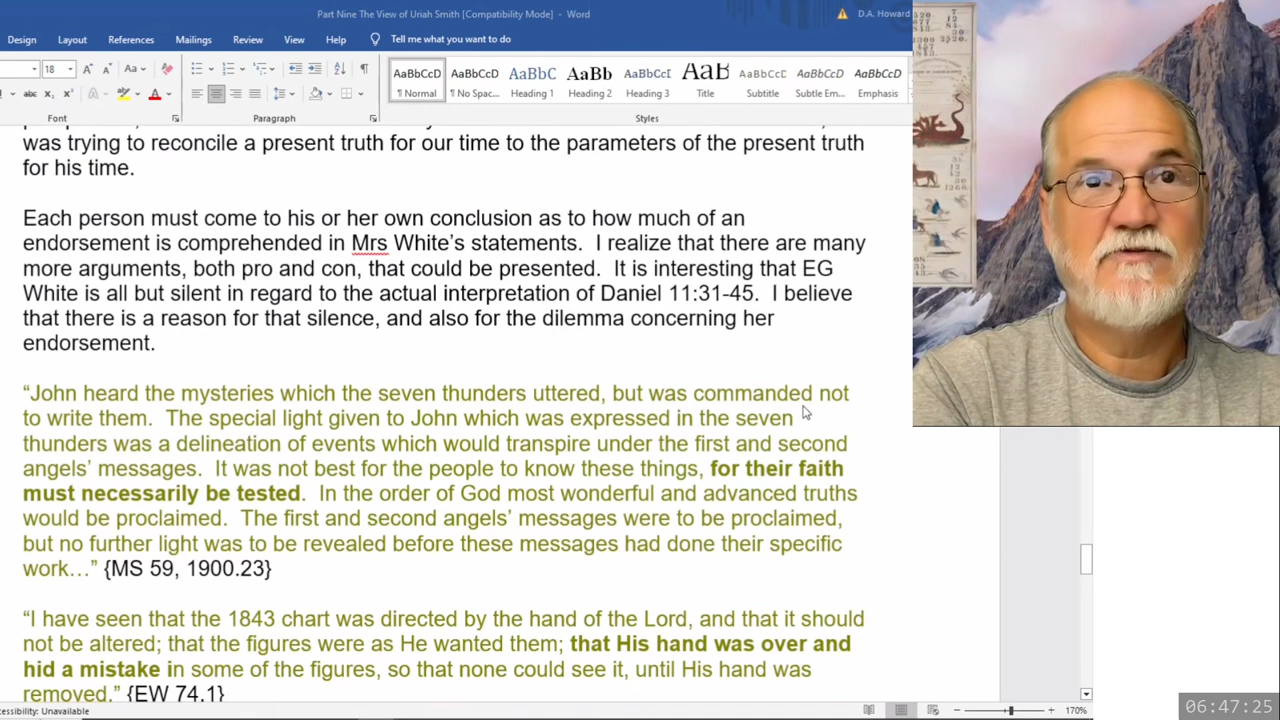 Part Nine The View of Uriah Smith [Compatibility Mode] - Word
D.A. Howard
Design Layout References Mailings Review View Help Tell me what you want to do
18
Aa
AaBbCcD AaBbCcD AaBbC AaBb AaBbCcI AaB AaBbCcD AaBbCcD AaBbCcD
¶ Normal ¶ No Spac... Heading 1 Heading 2 Heading 3 Title Subtitle Subtle Em... Emphasis
Font Paragraph Styles
was trying to reconcile a present truth for our time to the parameters of the present truth
for his time.
Each person must come to his or her own conclusion as to how much of an
endorsement is comprehended in Mrs White's statements. I realize that there are many
more arguments, both pro and con, that could be presented. It is interesting that EG
White is all but silent in regard to the actual interpretation of Daniel 11:31-45. I believe
that there is a reason for that silence, and also for the dilemma concerning her
endorsement.
“John heard the mysteries which the seven thunders uttered, but was commanded not
to write them. The special light given to John which was expressed in the seven
thunders was a delineation of events which would transpire under the first and second
angels’ messages. It was not best for the people to know these things, for their faith
must necessarily be tested. In the order of God most wonderful and advanced truths
would be proclaimed. The first and second angels’ messages were to be proclaimed,
but no further light was to be revealed before these messages had done their specific
work…” {MS 59, 1900.23}
“I have seen that the 1843 chart was directed by the hand of the Lord, and that it should
not be altered; that the figures were as He wanted them; that His hand was over and
hid a mistake in some of the figures, so that none could see it, until His hand was
removed.” {EW 74.1}
cessibility: Unavailable
170%
06:47:25